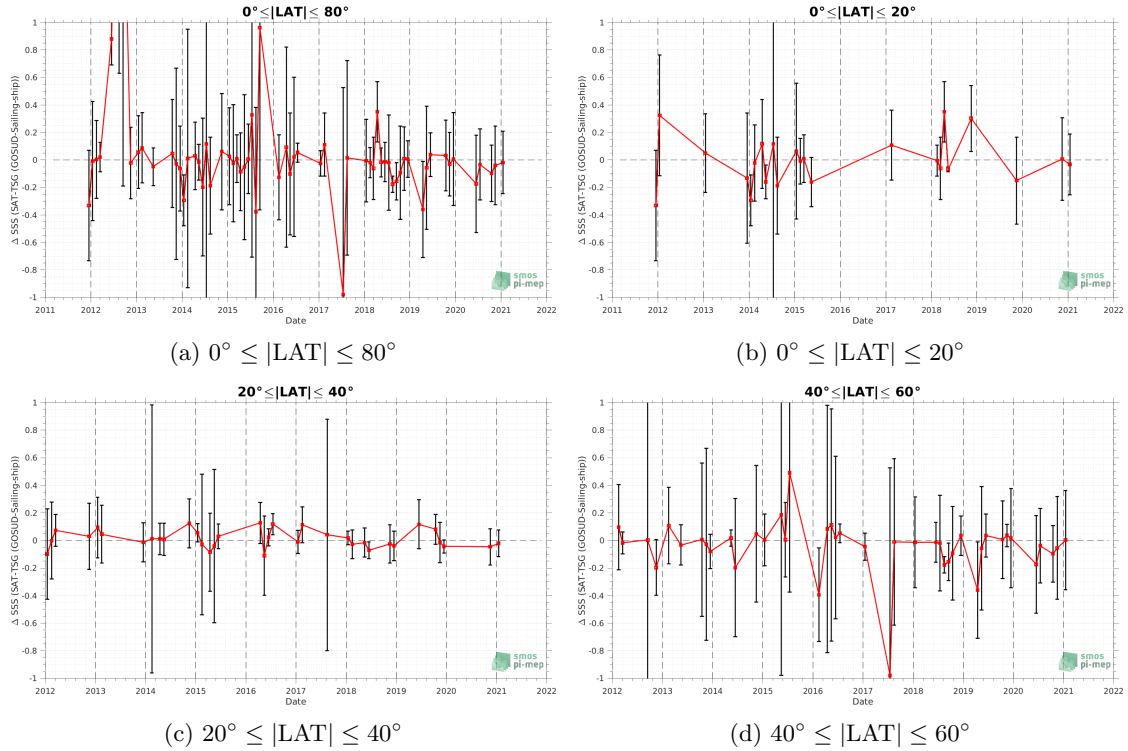 0°≤|LAT|≤ 80°
Δ SSS (SAT-TSG (GOSUD-Sailing-ship))
1
0.8
0.6
0.4
0.2
0
-0.2
-0.4
-0.6
-0.8
-1
2011 2012 2013 2014 2015 2016 2017 2018 2019 2020 2021 2022
Date
smos
pi-mep
(a) 0° ≤ |LAT| ≤ 80°
0°≤|LAT|≤ 20°
Δ SSS (SAT-TSG (GOSUD-Sailing-ship))
1
0.8
0.6
0.4
0.2
0
-0.2
-0.4
-0.6
-0.8
-1
2011 2012 2013 2014 2015 2016 2017 2018 2019 2020 2021 2022
Date
smos
pi-mep
(b) 0° ≤ |LAT| ≤ 20°
20°≤|LAT|≤ 40°
Δ SSS (SAT-TSG (GOSUD-Sailing-ship))
1
0.8
0.6
0.4
0.2
0
-0.2
-0.4
-0.6
-0.8
-1
2012 2013 2014 2015 2016 2017 2018 2019 2020 2021 2022
Date
smos
pi-mep
(c) 20° ≤ |LAT| ≤ 40°
40°≤|LAT|≤ 60°
Δ SSS (SAT-TSG (GOSUD-Sailing-ship))
1
0.8
0.6
0.4
0.2
0
-0.2
-0.4
-0.6
-0.8
-1
2012 2013 2014 2015 2016 2017 2018 2019 2020 2021 2022
Date
smos
pi-mep
(d) 40° ≤ |LAT| ≤ 60°